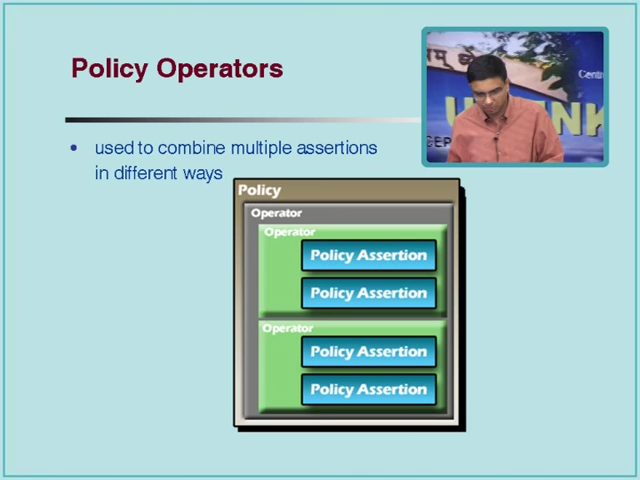 Policy Operators
used to combine multiple assertions
in different ways
Policy
Operator
Operator
Policy Assertion
Policy Assertion
Operator
Policy Assertion
Policy Assertion